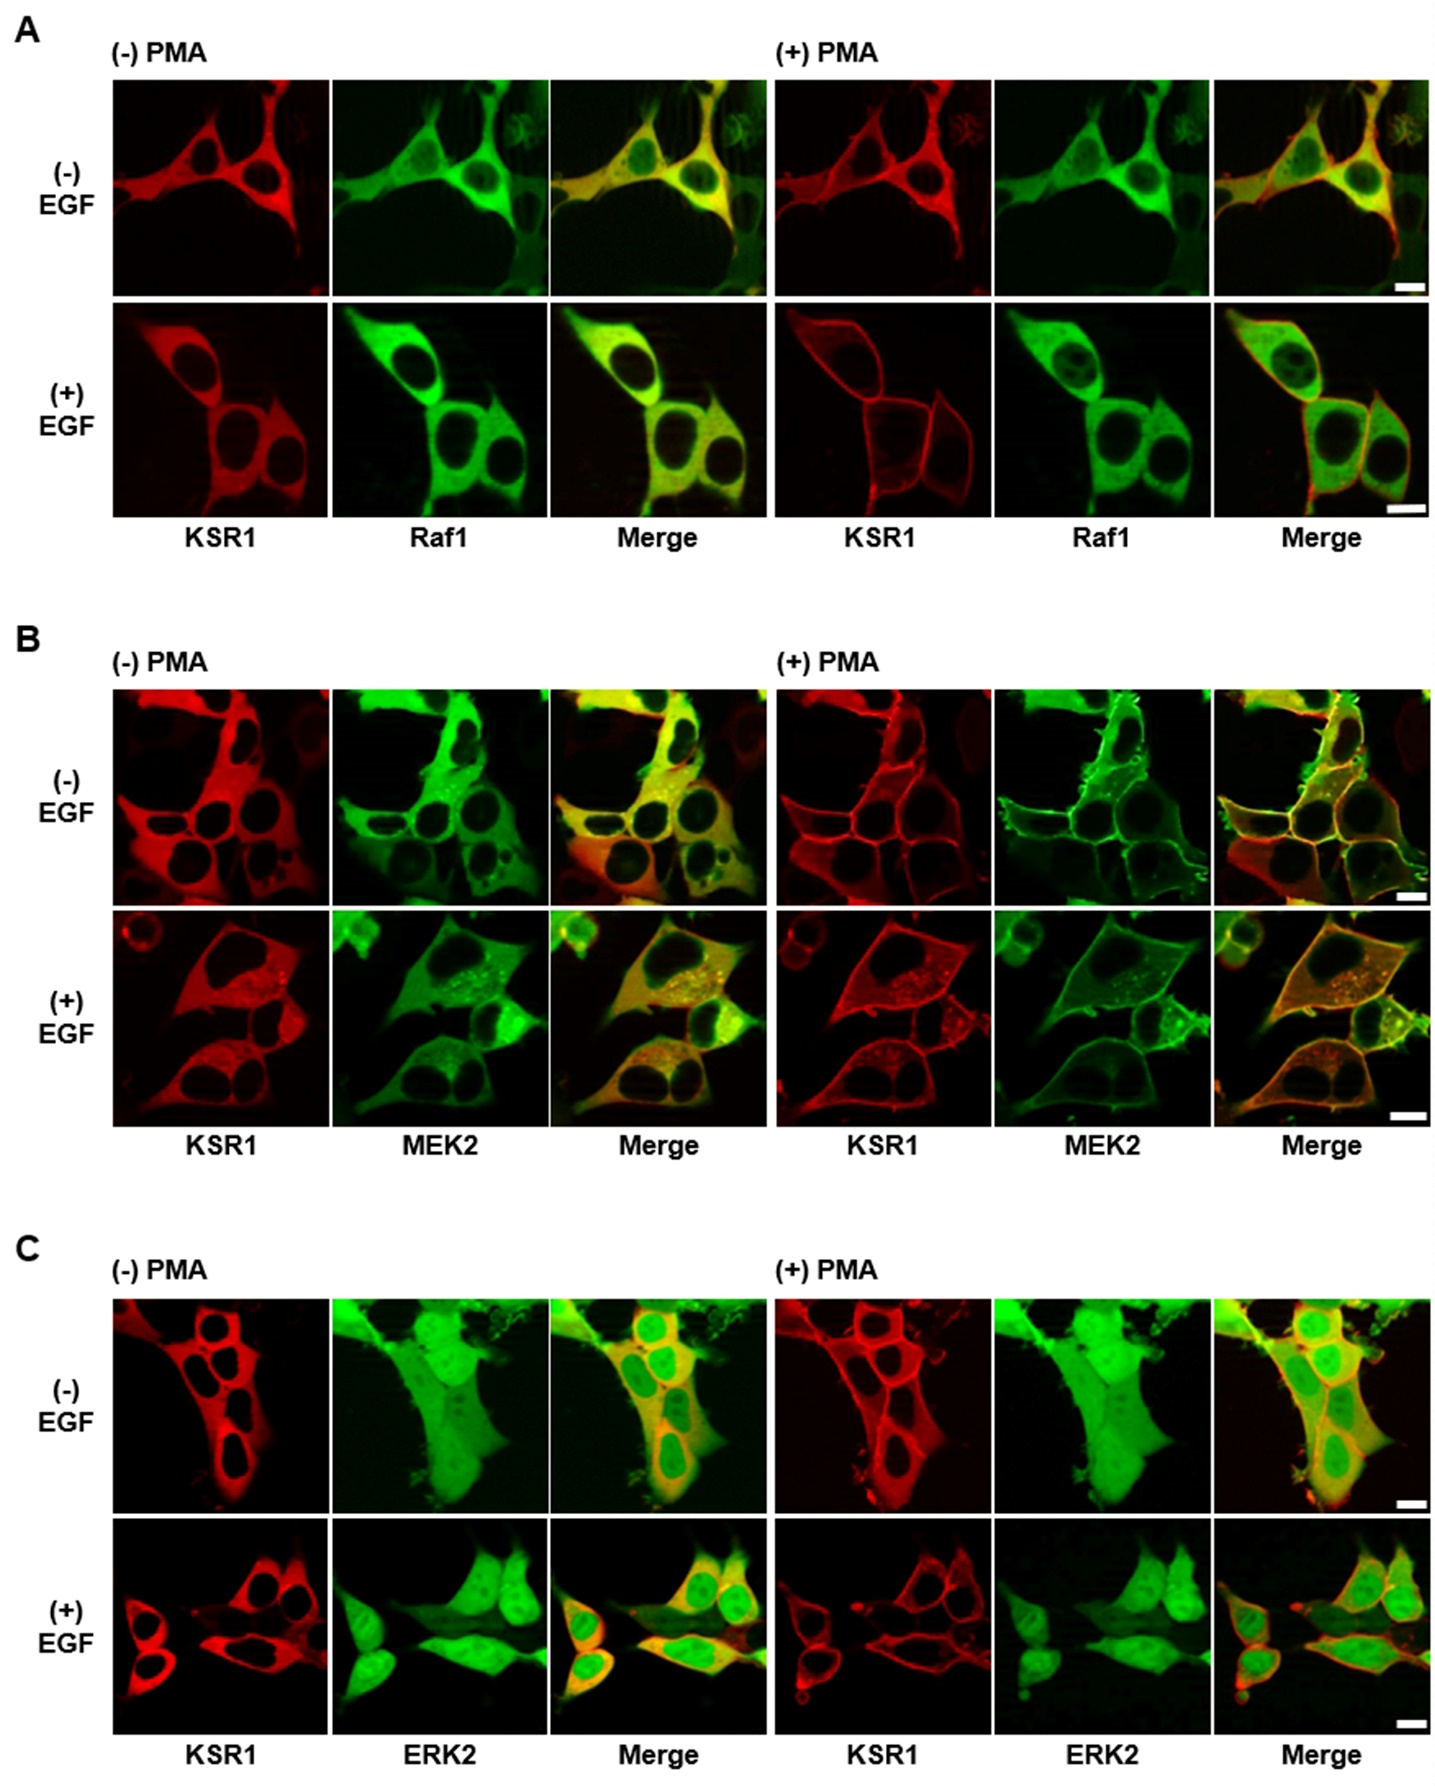 A
(-) PMA
(+) PMA
(-)
EGF
(+)
EGF
KSR1
Raf1
Merge
KSR1
Raf1
Merge
B
(-) PMA
(+) PMA
(-)
EGF
(+)
EGF
KSR1
MEK2
Merge
KSR1
MEK2
Merge
C
(-) PMA
(+) PMA
(-)
EGF
(+)
EGF
KSR1
ERK2
Merge
KSR1
ERK2
Merge